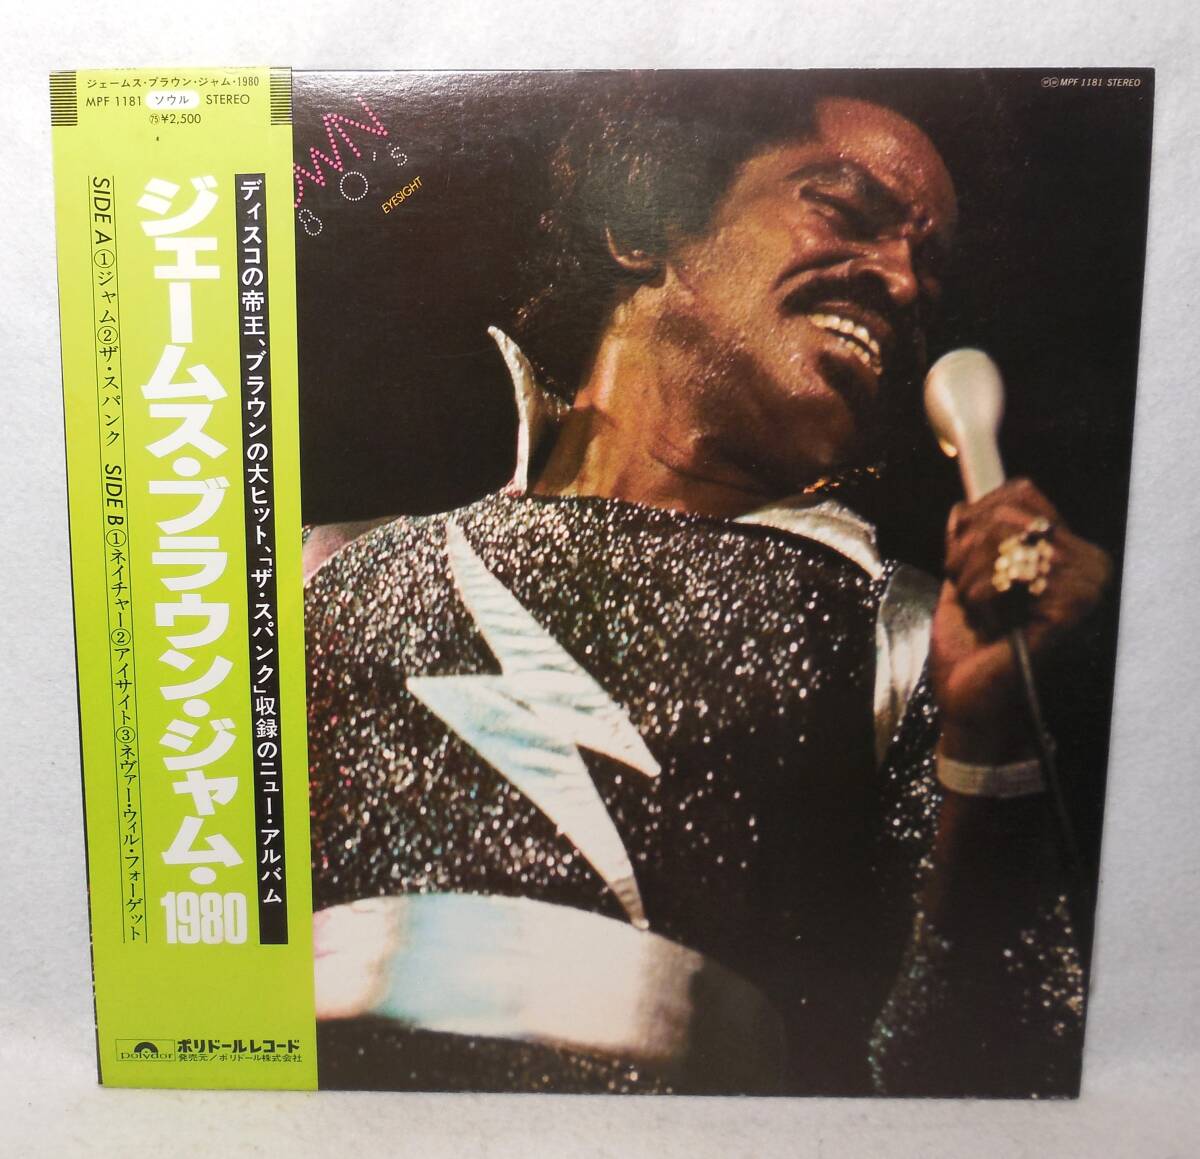 ジェームス・ブラウン・ジャム・1980
MPF 1181 ソウル STEREO
㊆¥2,500
ディスコの帝王、ブラウンの大ヒット、「ザ・スパンク」収録のニュー・アルバム
ジェームス・ブラウン・ジャム・1980
SIDE A①ジャム②ザ・スパンク SIDE B①ネイチャー②アイサイト③ネヴァー・ウィル・フォーゲット
polydor ポリドールレコード
発売元/ポリドール株式会社
MPF 1181 STEREO
OWN
8 O's
EYESIGHT